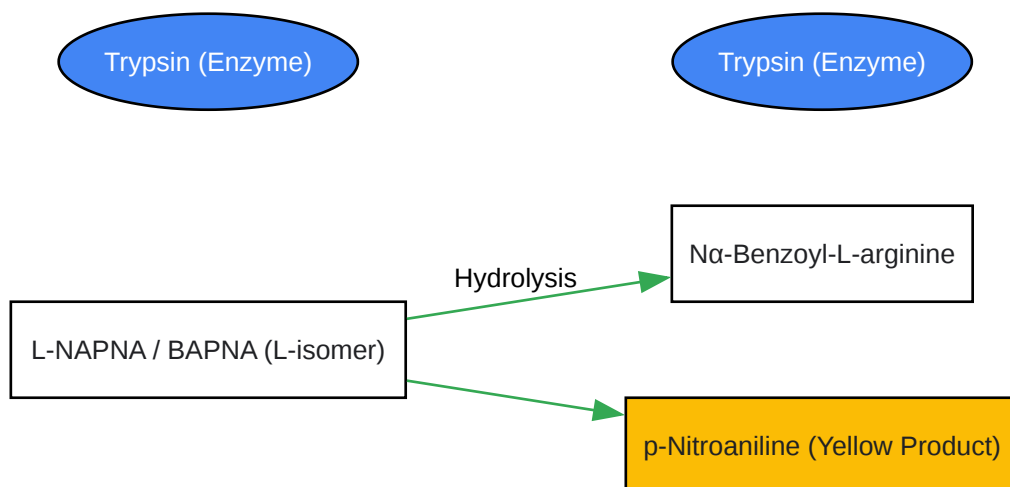 Trypsin (Enzyme)
Trypsin (Enzyme)
Nα-Benzoyl-L-arginine
Hydrolysis
L-NAPNA / BAPNA (L-isomer)
p-Nitroaniline (Yellow Product)